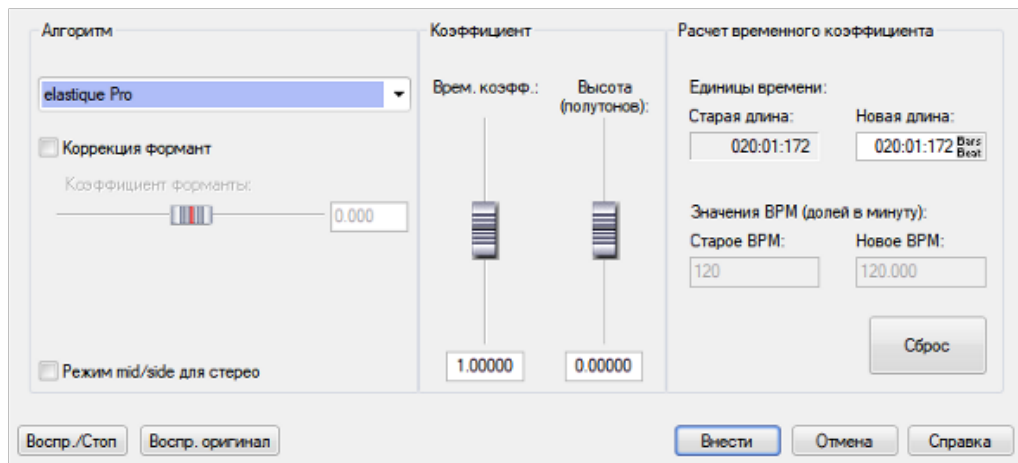 Алгоритм
elastique Pro
Коррекция формант
Коэффициент форманты:
0.000
Режим mid/side для стерео
Коэффициент
Врем. коэфф.:
Высота
(полутонов):
1.00000
0.00000
Расчет временного коэффициента
Единицы времени:
Старая длина:
Новая длина:
020:01:172
020:01:172 Bars
Beat
Значения BPM (долей в минуту):
Старое BPM:
Новое BPM:
120
120.000
Сброс
Воспр./Стоп
Воспр. оригинал
Внести
Отмена
Справка